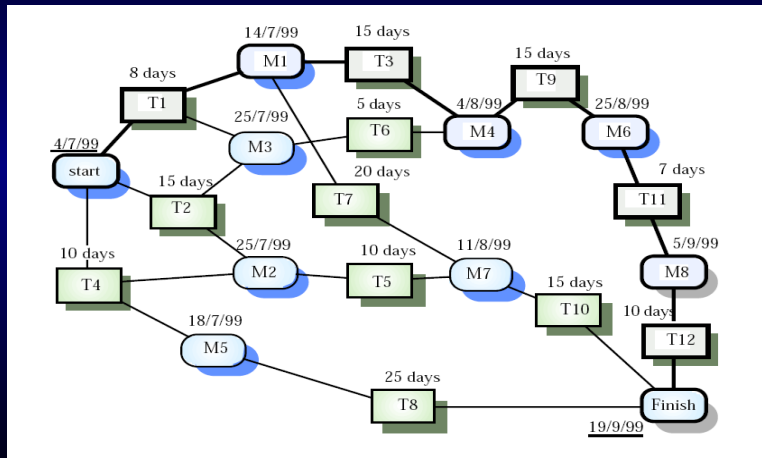 14/7/99
15 days
M1
T3
15 days
T9
8 days
T1
25/7/99
5 days
4/8/99
25/8/99
M3
T6
M4
M6
4/7/99
start
15 days
T2
20 days
T7
7 days
T11
25/7/99
10 days
11/8/99
5/9/99
10 days
T4
M2
T5
M7
M8
15 days
T10
10 days
T12
18/7/99
M5
25 days
T8
Finish
19/9/99